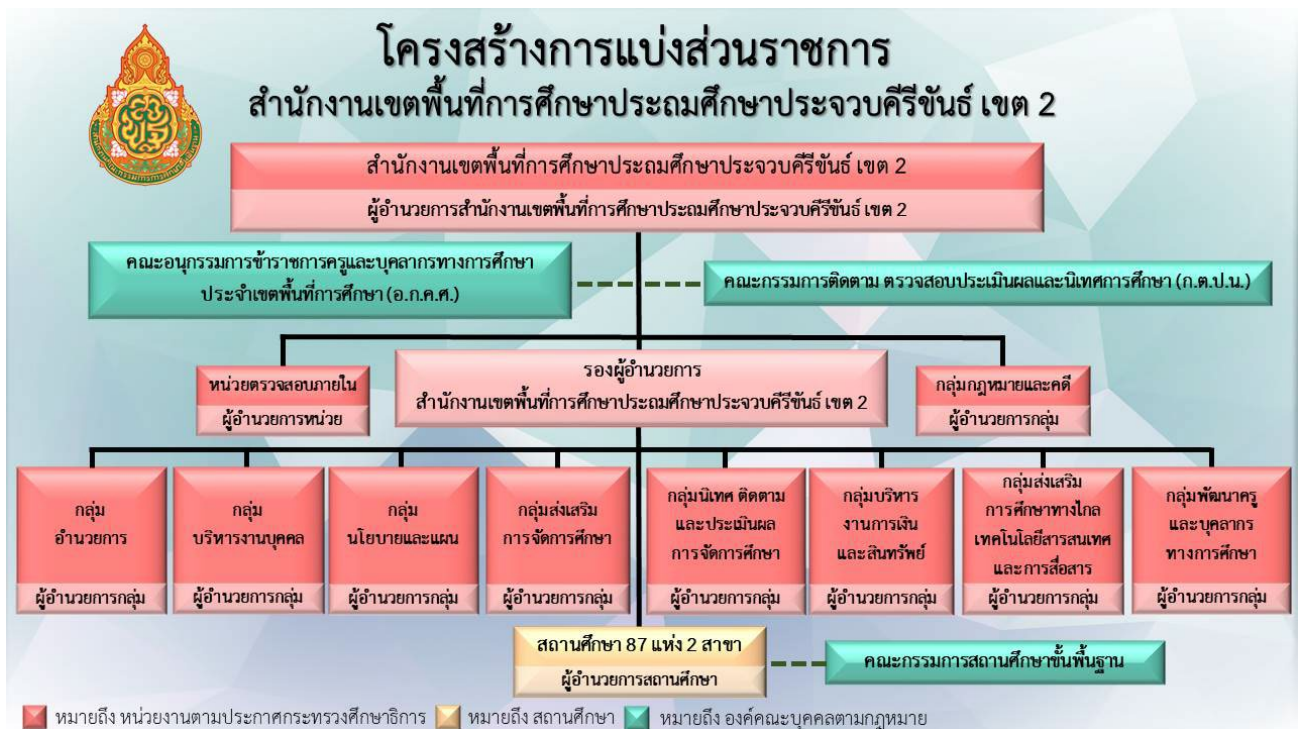 โครงสร้างการแบ่งส่วนราชการ
สำนักงานเขตพื้นที่การศึกษาประถมศึกษาประจวบคีรีขันธ์ เขต 2
สำนักงานเขตพื้นที่การศึกษาประถมศึกษาประจวบคีรีขันธ์ เขต 2
ผู้อำนวยการสำนักงานเขตพื้นที่การศึกษาประถมศึกษาประจวบคีรีขันธ์ เขต 2
คณะอนุกรรมการข้าราชการครูและบุคลากรทางการศึกษา
ประจำเขตพื้นที่การศึกษา (อ.ก.ค.ศ.)
คณะกรรมการติดตาม ตรวจสอบประเมินผลและนิเทศการศึกษา (ก.ต.ป.น.)
หน่วยตรวจสอบภายใน
ผู้อำนวยการหน่วย
รองผู้อำนวยการ
สำนักงานเขตพื้นที่การศึกษาประถมศึกษาประจวบคีรีขันธ์ เขต 2
กลุ่มกฎหมายและคดี
ผู้อำนวยการกลุ่ม
กลุ่ม
อำนวยการ
ผู้อำนวยการกลุ่ม
กลุ่ม
บริหารงานบุคคล
ผู้อำนวยการกลุ่ม
กลุ่ม
นโยบายและแผน
ผู้อำนวยการกลุ่ม
กลุ่มส่งเสริม
การจัดการศึกษา
ผู้อำนวยการกลุ่ม
กลุ่มนิเทศ ติดตาม
และประเมินผล
การจัดการศึกษา
ผู้อำนวยการกลุ่ม
กลุ่มบริหาร
งานการเงิน
และสินทรัพย์
ผู้อำนวยการกลุ่ม
กลุ่มส่งเสริม
การศึกษาทางไกล
เทคโนโลยีสารสนเทศ
และการสื่อสาร
ผู้อำนวยการกลุ่ม
กลุ่มพัฒนาครู
และบุคลากร
ทางการศึกษา
ผู้อำนวยการกลุ่ม
สถานศึกษา 87 แห่ง 2 สาขา
ผู้อำนวยการสถานศึกษา
คณะกรรมการสถานศึกษาขั้นพื้นฐาน
หมายถึง หน่วยงานตามประกาศกระทรวงศึกษาธิการ
หมายถึง สถานศึกษา
หมายถึง องค์คณะบุคคลตามกฎหมาย